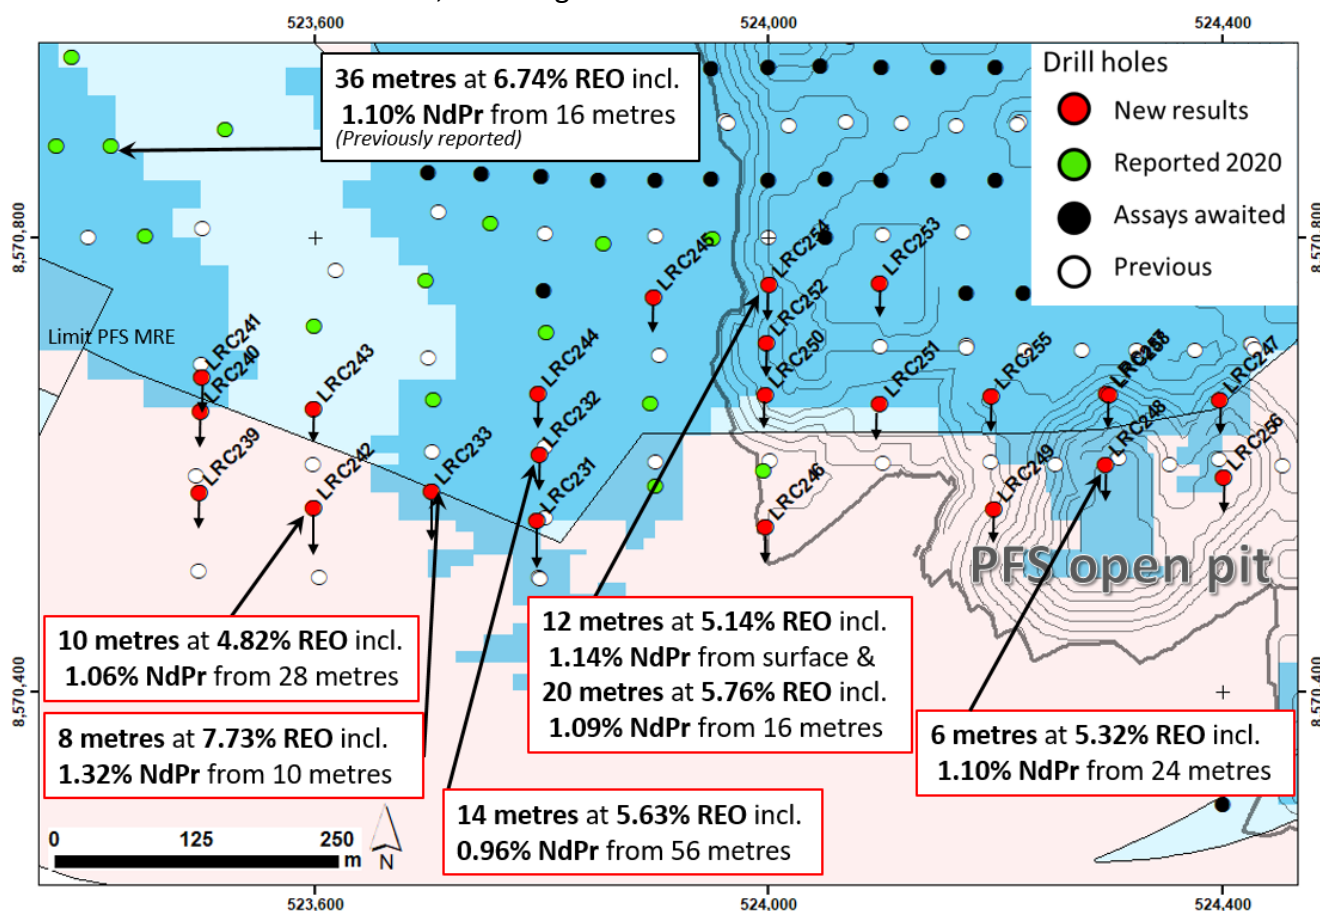 523,600
524,000
524,400
36 metres at 6.74% REO incl.
1.10% NdPr from 16 metres
(Previously reported)
Drill holes
New results
Reported 2020
Assays awaited
Previous
8,570,800
8,570,800
Limit PFS MRE
LRC241
LRC240
LRC239
LRC243
LRC242
LRC233
LRC244
LRC232
LRC231
LRC245
LRC254
LRC252
LRC250
LRC253
LRC251
LRC246
LRC255
LRC249
LRC248
LRC247
LRC256
PFS open pit
10 metres at 4.82% REO incl.
1.06% NdPr from 28 metres
8 metres at 7.73% REO incl.
1.32% NdPr from 10 metres
12 metres at 5.14% REO incl.
1.14% NdPr from surface &
20 metres at 5.76% REO incl.
1.09% NdPr from 16 metres
14 metres at 5.63% REO incl.
0.96% NdPr from 56 metres
6 metres at 5.32% REO incl.
1.10% NdPr from 24 metres
8,570,400
8,570,400
0 125 250
m
N
523,600
524,000
524,400